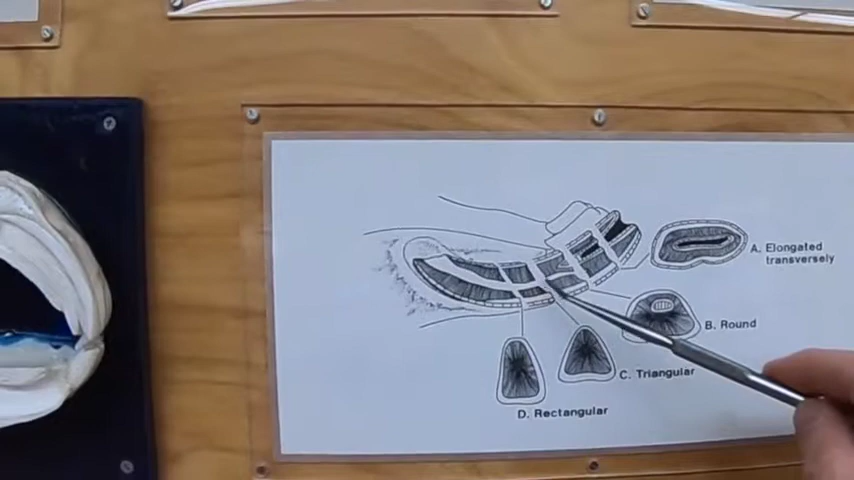 A. Elongated
transversely
B. Round
C. Triangular
D. Rectangular